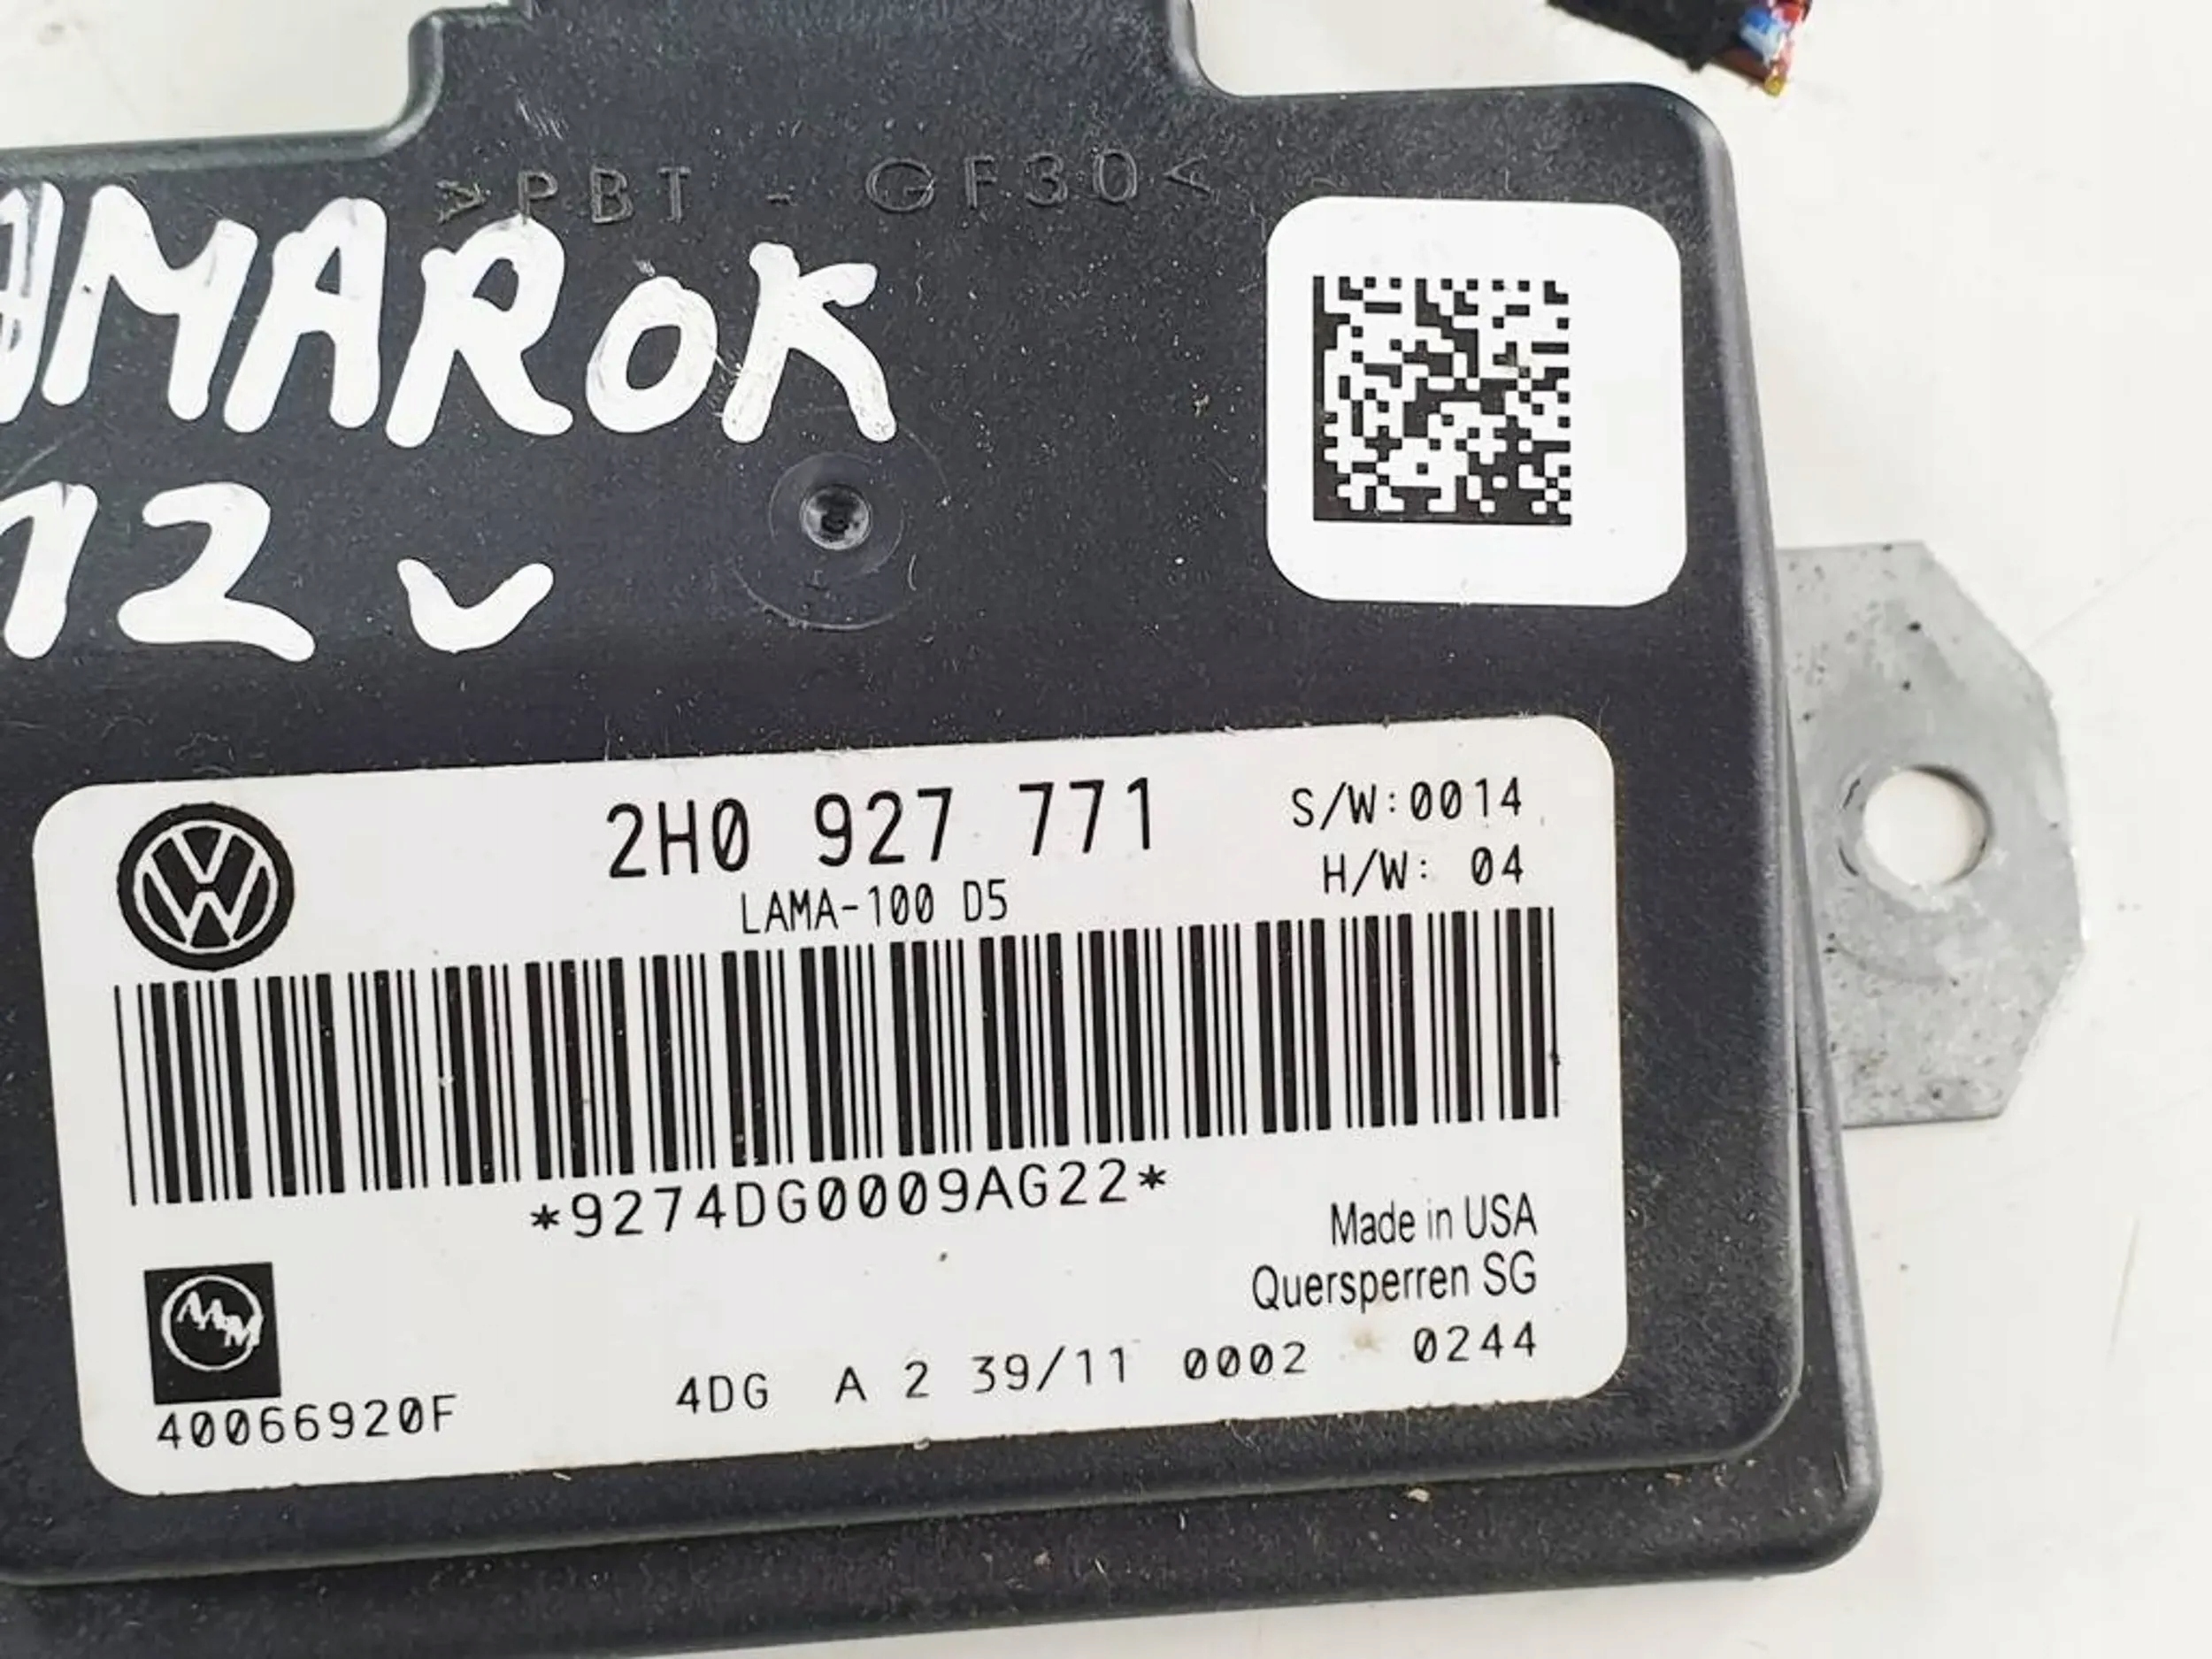 >PBT - GF30<
AMAROK
12
2H0 927 771
S/W:0014
H/W: 04
LAMA-100 D5
*9274DG0009AG22*
Made in USA
Quersperren SG
40066920F
4DG A 2 39/11 0002 0244